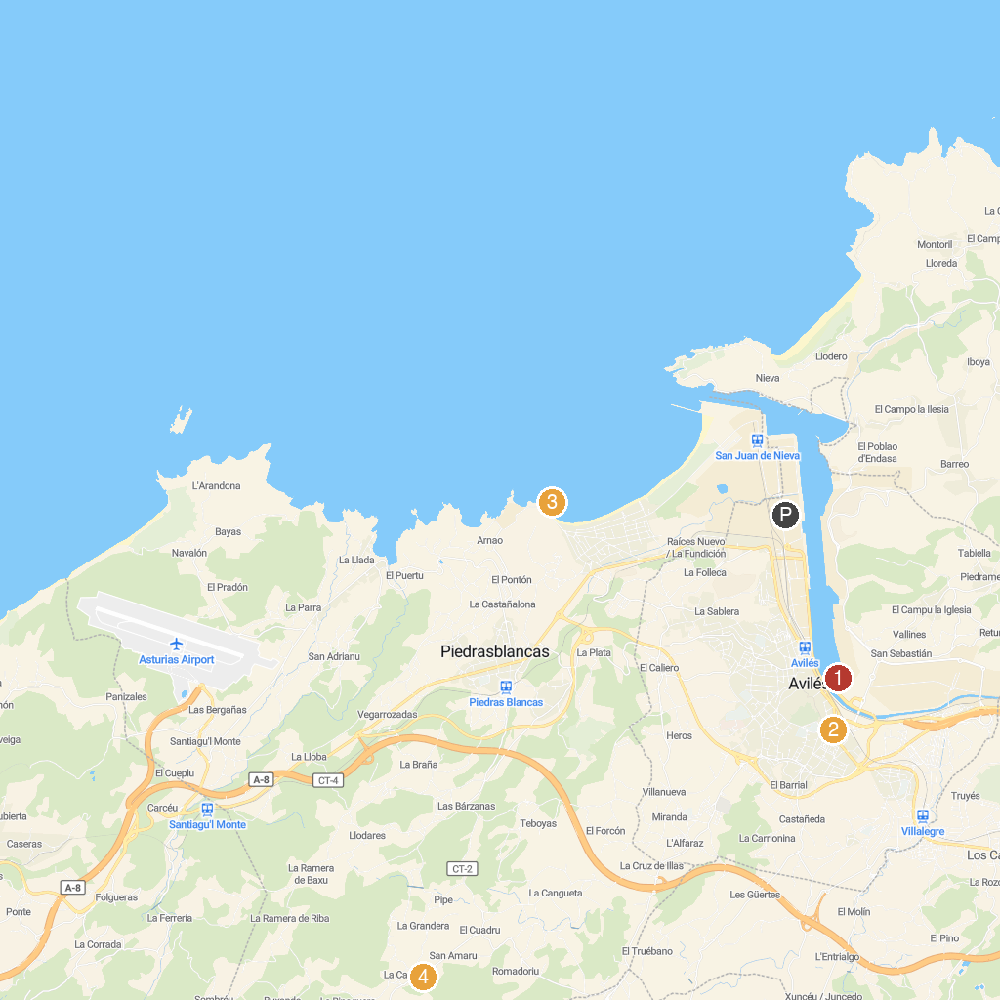 La C
Montoril
El Camp
Lloreda
Llodero
Iboya
Nieva
El Campo la Ilesia
San Juan de Nieva
El Poblao
d'Endasa
Barreo
L'Arandona
3
P
Bayas
Arnao
Raíces Nuevo
/ La Fundición
Navalón
Tabiella
La Llada
La Folleca
El Puertu
El Pontón
Piedrame
El Pradón
La Castañalona
La Parra
La Sablera
El Campu la Iglesia
Vallines
Retur
Asturias Airport
San Adrianu
Piedrasblancas
La Plata
Avilés
San Sebastián
El Caliero
1
Avilés
Panizales
Piedras Blancas
Las Bergañas
Vegarrozadas
2
Santiagu'l Monte
Heros
veiga
La Lloba
La Braña
El Cueplu
A-8
CT-4
El Barrial
Villanueva
Truyés
Carcéu
Las Bárzanas
Miranda
Castañeda
Santiagu'l Monte
Teboyas
El Forcón
Villalegre
Llodares
L'Alfaraz
La Carrionina
Caseras
La Cruz de Illas
Los Ca
La Ramera
de Baxu
CT-2
La Rozo
A-8
Folgueras
Pipe
La Cangueta
Les Güertes
Ponte
La Ferrería
La Ramera de Riba
La Grandera
El Cuadru
El Molín
La Corrada
San Amaru
El Truébano
El Pino
L'Entrialgo
La Ca
4
Romadoriu
Xuncéu / Juncedo